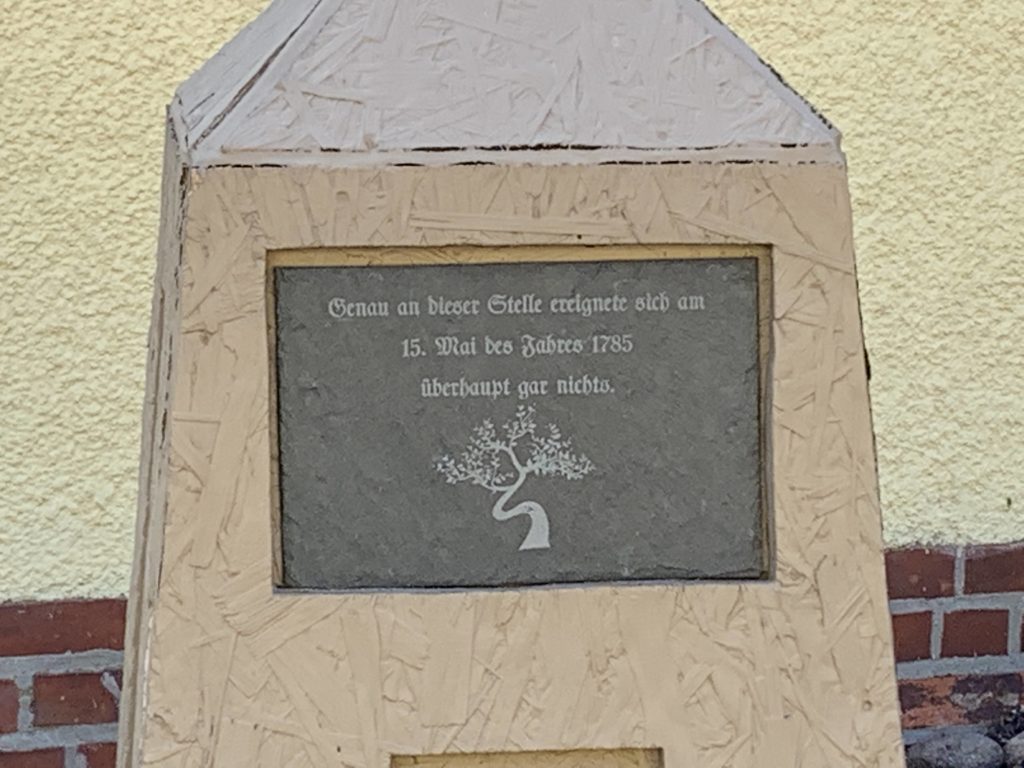 Genau an dieser Stelle ereignete sich am
15. Mai des Jahres 1785
überhaupt gar nichts.